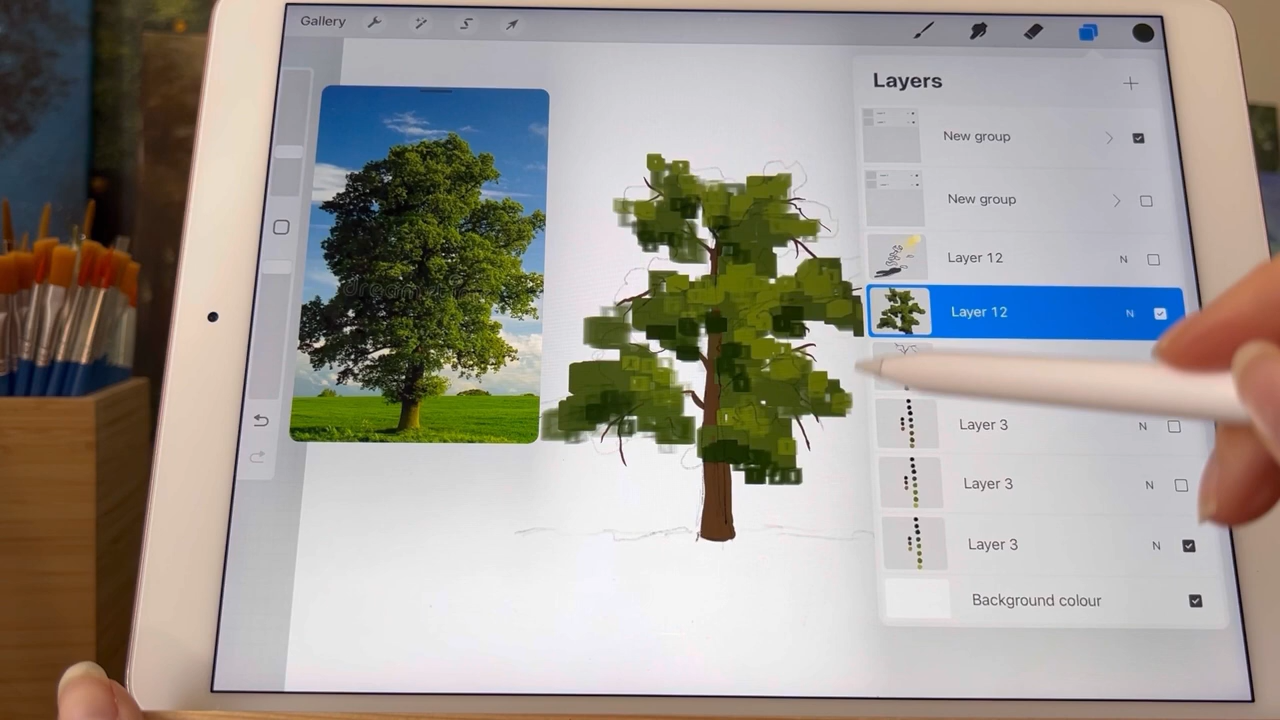 Gallery
Layers
New group
New group
Layer 12
N
Layer 12
N
Layer 3
N
Layer 3
N
Layer 3
N
Background colour